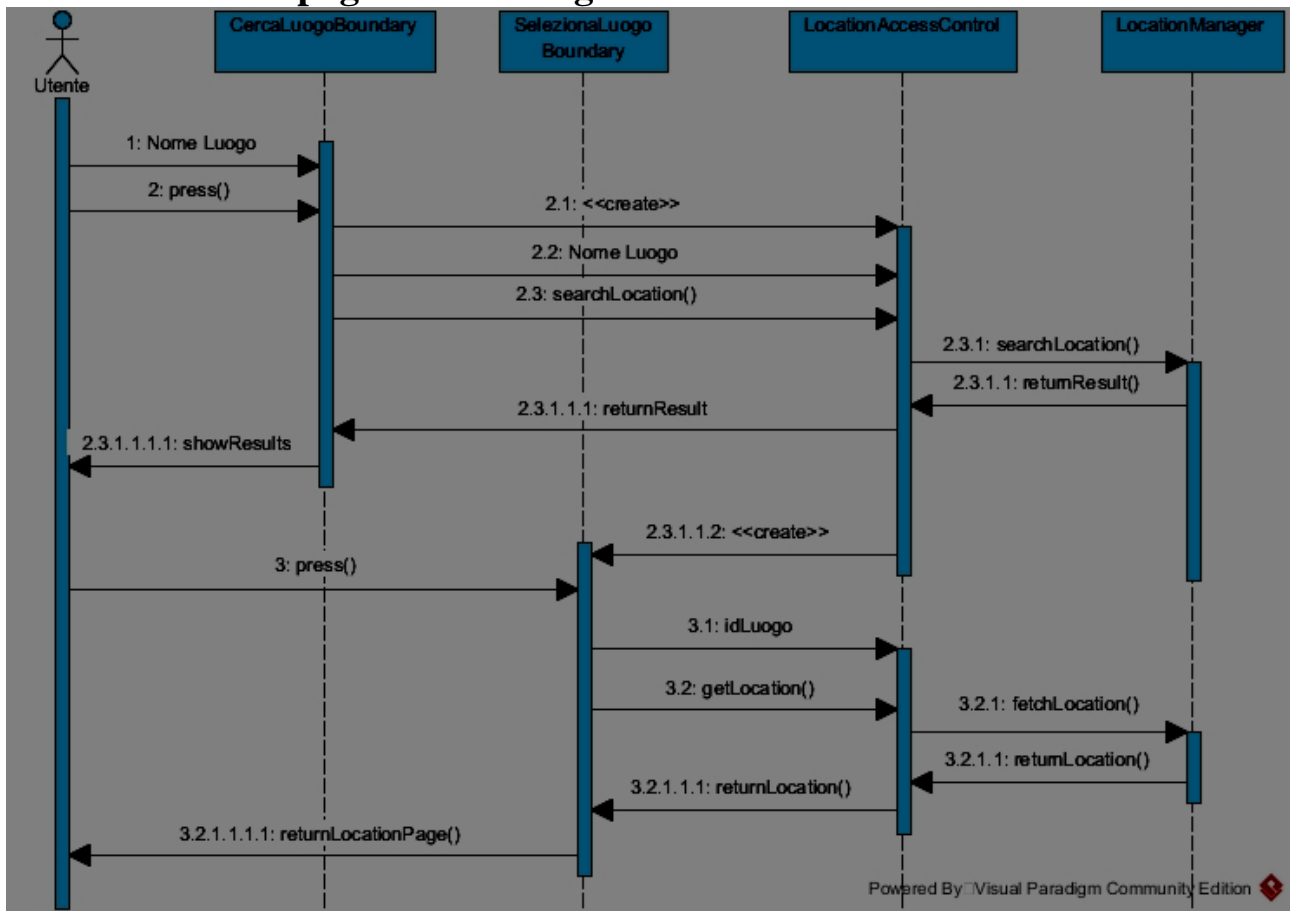 CercaLuogoBoundary
SelezionaLuogo
Boundary
LocationAccessControl
LocationManager
Utente
1: Nome Luogo
2: press()
2.1: <<create>>
2.2: Nome Luogo
2.3: searchLocation()
2.3.1: searchLocation()
2.3.1.1: returnResult()
2.3.1.1.1: returnResult
2.3.1.1.1.1: showResults
2.3.1.1.2: <<create>>
3: press()
3.1: idLuogo
3.2: getLocation()
3.2.1: fetchLocation()
3.2.1.1: returnLocation()
3.2.1.1.1: returnLocation()
3.2.1.1.1.1: returnLocationPage()
Powered By Visual Paradigm Community Edition